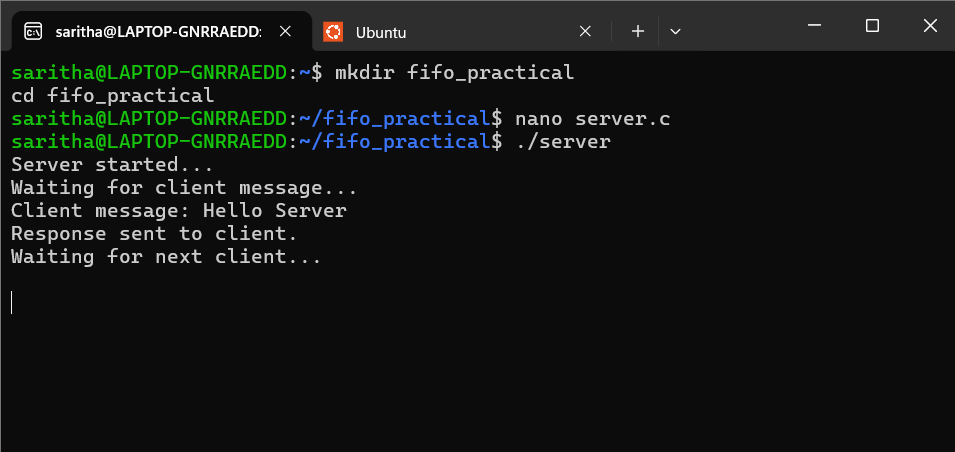 saritha@LAPTOP-GNRRAEDD: Ubuntu
saritha@LAPTOP-GNRRAEDD:~$ mkdir fifo_practical
cd fifo_practical
saritha@LAPTOP-GNRRAEDD:~/fifo_practical$ nano server.c
saritha@LAPTOP-GNRRAEDD:~/fifo_practical$ ./server
Server started...
Waiting for client message...
Client message: Hello Server
Response sent to client.
Waiting for next client...